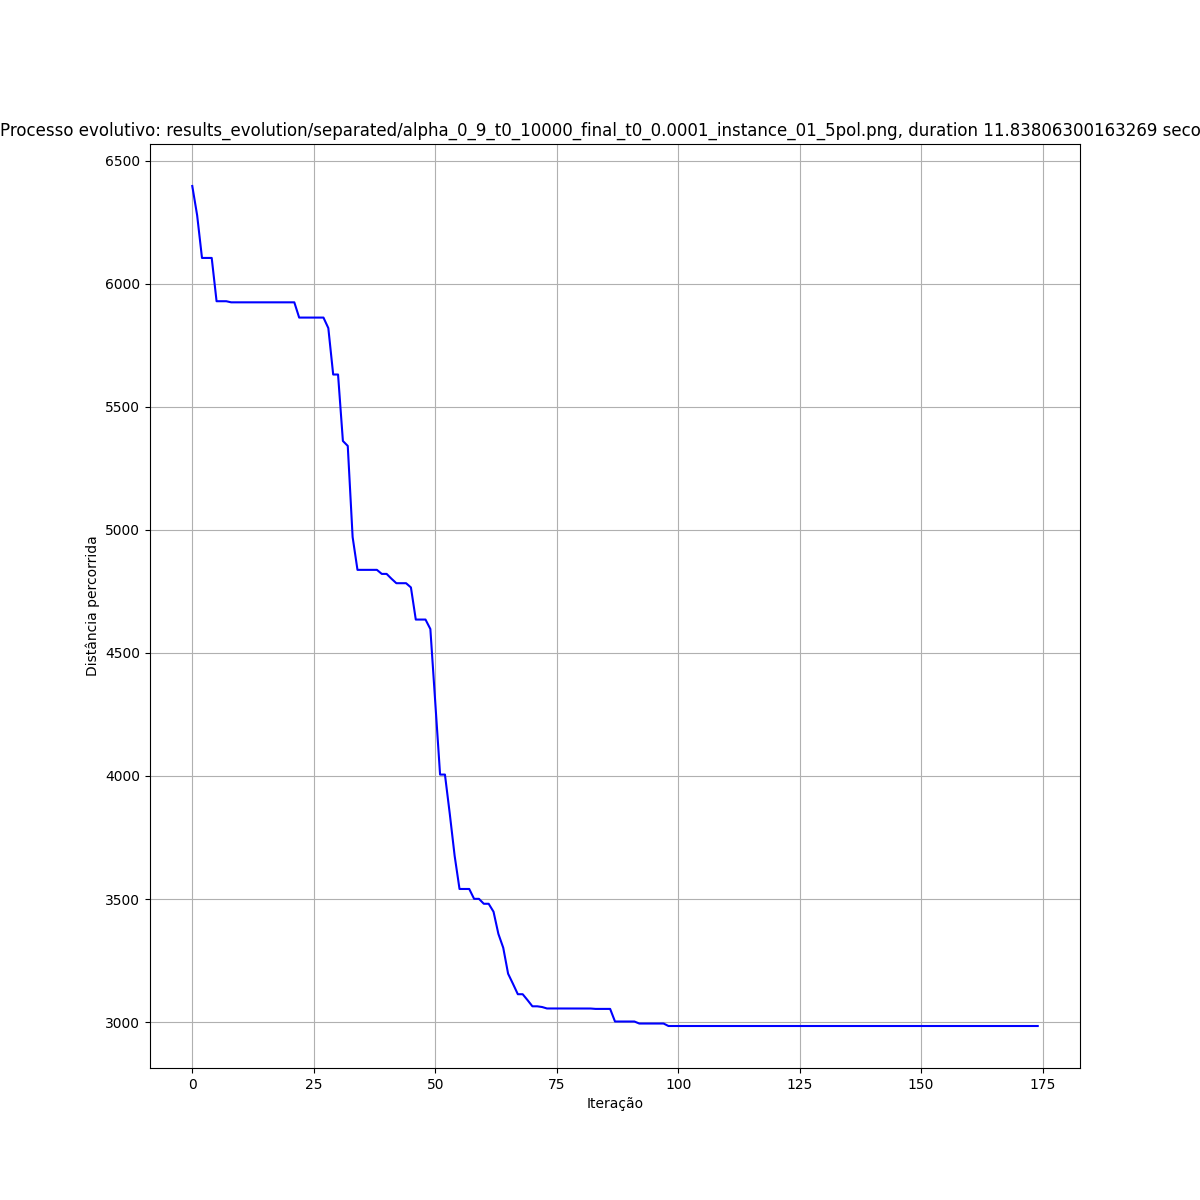 Processo evolutivo: results_evolution/separated/alpha_0_9_t0_10000_final_t0_0.0001_instance_01_5pol.png, duration 11.83806300163269 seco
6500
6000
5500
5000
4500
4000
3500
3000
Distância percorrida
0 25 50 75 100 125 150 175
Iteração